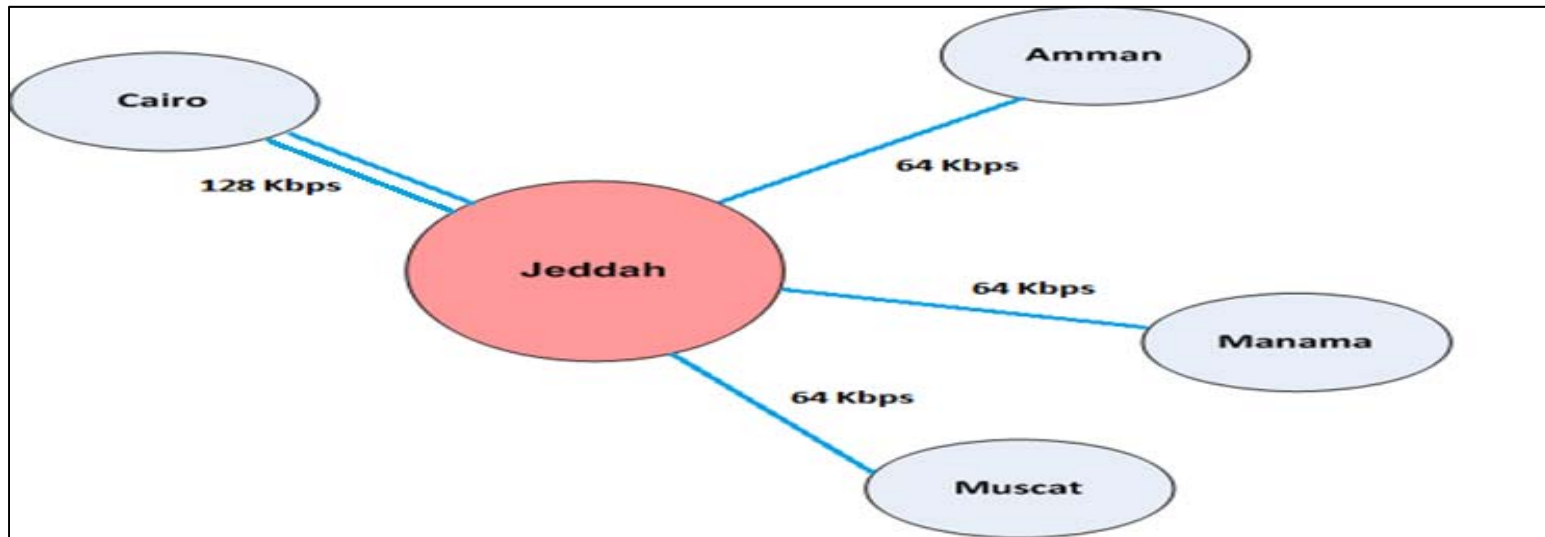 Amman
Cairo
64 Kbps
128 Kbps
Jeddah
64 Kbps
Manama
64 Kbps
Muscat